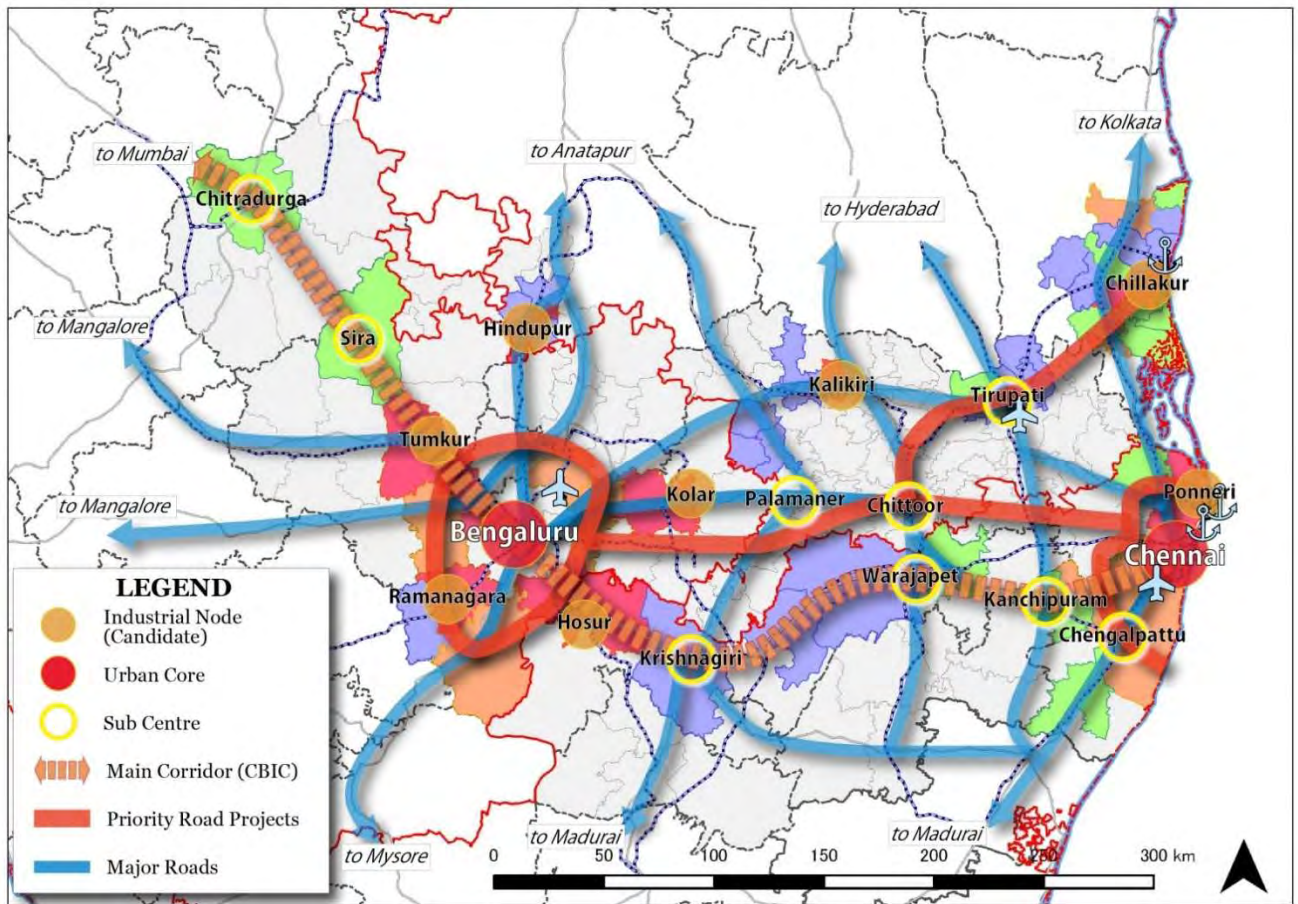 to Kolkata
to Mumbai
to Anatapur
Chitradurga
to Hyderabad
Chillakur
to Mangalore
Sira
Hindupur
Kalikiri
Tirupati
Tumkur
Kolar
Palamaner
Chittoor
Ponneri
to Mangalore
Bengaluru
Chennai
Warajapet
LEGEND
Industrial Node
(Candidate)
Urban Core
Sub Centre
Main Corridor (CBIC)
Priority Road Projects
Major Roads
Ramanagara
Hosur
Kanchipuram
Chengalpattu
Krishnagiri
to Mysore
to Madurai
to Madurai
0 50 100 150 200 250 300 km